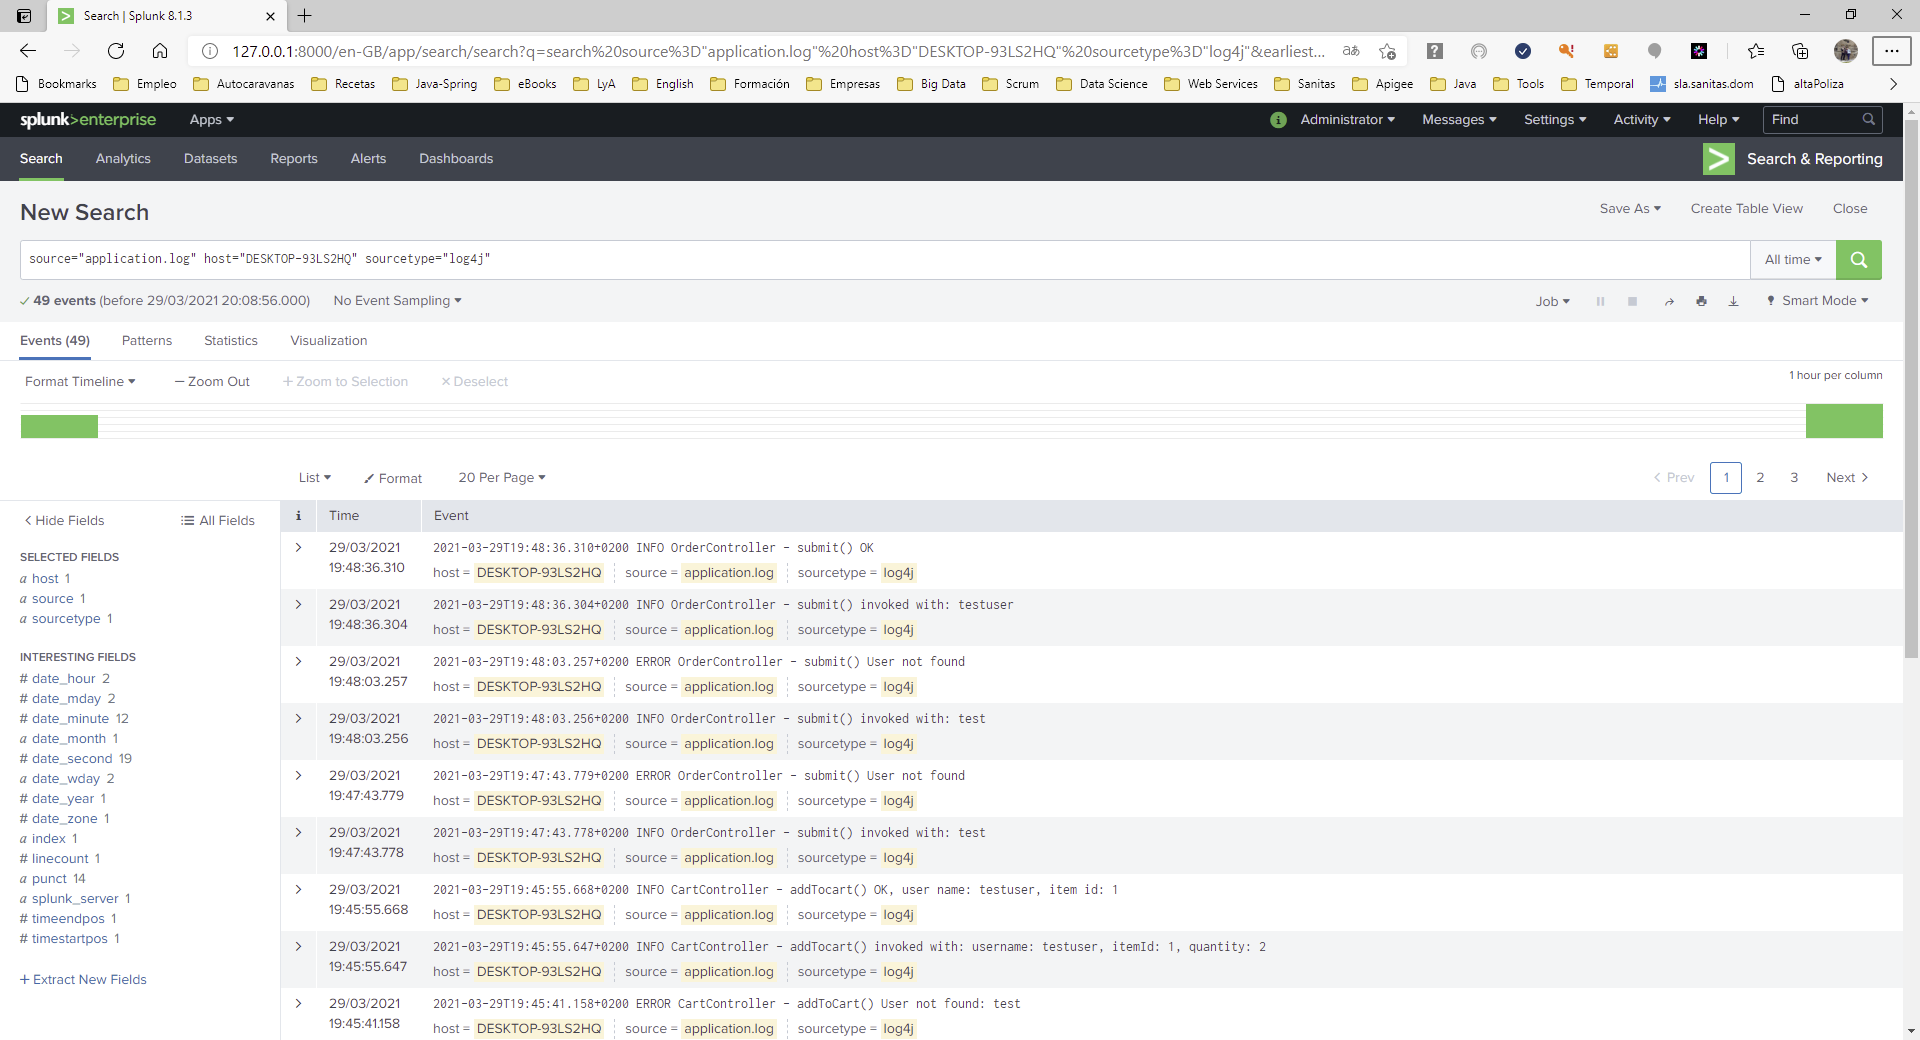 Search | Splunk 8.1.3
127.0.0.1:8000/en-GB/app/search/search?q=search%20source%3D"application.log"%20host%3D"DESKTOP-93LS2HQ"%20sourcetype%3D"log4j"&earliest...
Bookmarks Empleo Autocaravanas Recetas Java-Spring eBooks LyA English Formación Empresas Big Data Scrum Data Science Web Services Sanitas Apigee Java Tools Temporal sla.sanitas.dom altaPoliza
splunk>enterprise Apps Administrator Messages Settings Activity Help Find
Search Analytics Datasets Reports Alerts Dashboards Search & Reporting
New Search Save As Create Table View Close
source="application.log" host="DESKTOP-93LS2HQ" sourcetype="log4j" All time
49 events (before 29/03/2021 20:08:56.000) No Event Sampling Job Smart Mode
Events (49) Patterns Statistics Visualization
Format Timeline — Zoom Out + Zoom to Selection × Deselect 1 hour per column
List Format 20 Per Page < Prev 1 2 3 Next >
< Hide Fields All Fields
SELECTED FIELDS
a host 1
a source 1
a sourcetype 1
INTERESTING FIELDS
# date_hour 2
# date_mday 2
# date_minute 12
a date_month 1
# date_second 19
a date_wday 2
# date_year 1
# date_zone 1
a index 1
# linecount 1
a punct 14
a splunk_server 1
# timeendpos 1
# timestartpos 1
+ Extract New Fields
i Time Event
> 29/03/2021 2021-03-29T19:48:36.310+0200 INFO OrderController - submit() OK
19:48:36.310 host = DESKTOP-93LS2HQ source = application.log sourcetype = log4j
> 29/03/2021 2021-03-29T19:48:36.304+0200 INFO OrderController - submit() invoked with: testuser
19:48:36.304 host = DESKTOP-93LS2HQ source = application.log sourcetype = log4j
> 29/03/2021 2021-03-29T19:48:03.257+0200 ERROR OrderController - submit() User not found
19:48:03.257 host = DESKTOP-93LS2HQ source = application.log sourcetype = log4j
> 29/03/2021 2021-03-29T19:48:03.256+0200 INFO OrderController - submit() invoked with: test
19:48:03.256 host = DESKTOP-93LS2HQ source = application.log sourcetype = log4j
> 29/03/2021 2021-03-29T19:47:43.779+0200 ERROR OrderController - submit() User not found
19:47:43.779 host = DESKTOP-93LS2HQ source = application.log sourcetype = log4j
> 29/03/2021 2021-03-29T19:47:43.778+0200 INFO OrderController - submit() invoked with: test
19:47:43.778 host = DESKTOP-93LS2HQ source = application.log sourcetype = log4j
> 29/03/2021 2021-03-29T19:45:55.668+0200 INFO CartController - addTocart() OK, user name: testuser, item id: 1
19:45:55.668 host = DESKTOP-93LS2HQ source = application.log sourcetype = log4j
> 29/03/2021 2021-03-29T19:45:55.647+0200 INFO CartController - addTocart() invoked with: username: testuser, itemId: 1, quantity: 2
19:45:55.647 host = DESKTOP-93LS2HQ source = application.log sourcetype = log4j
> 29/03/2021 2021-03-29T19:45:41.158+0200 ERROR CartController - addToCart() User not found: test
19:45:41.158 host = DESKTOP-93LS2HQ source = application.log sourcetype = log4j